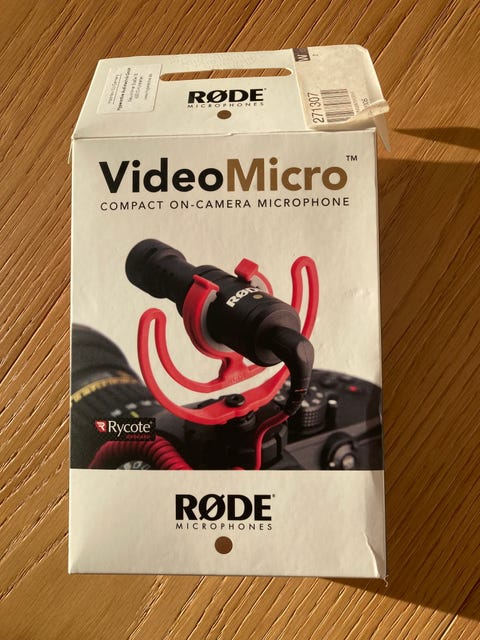 RØDE
MICROPHONES
271307
VideoMicro™
COMPACT ON-CAMERA MICROPHONE
RØDE
Rycote
RØDE
MICROPHONES